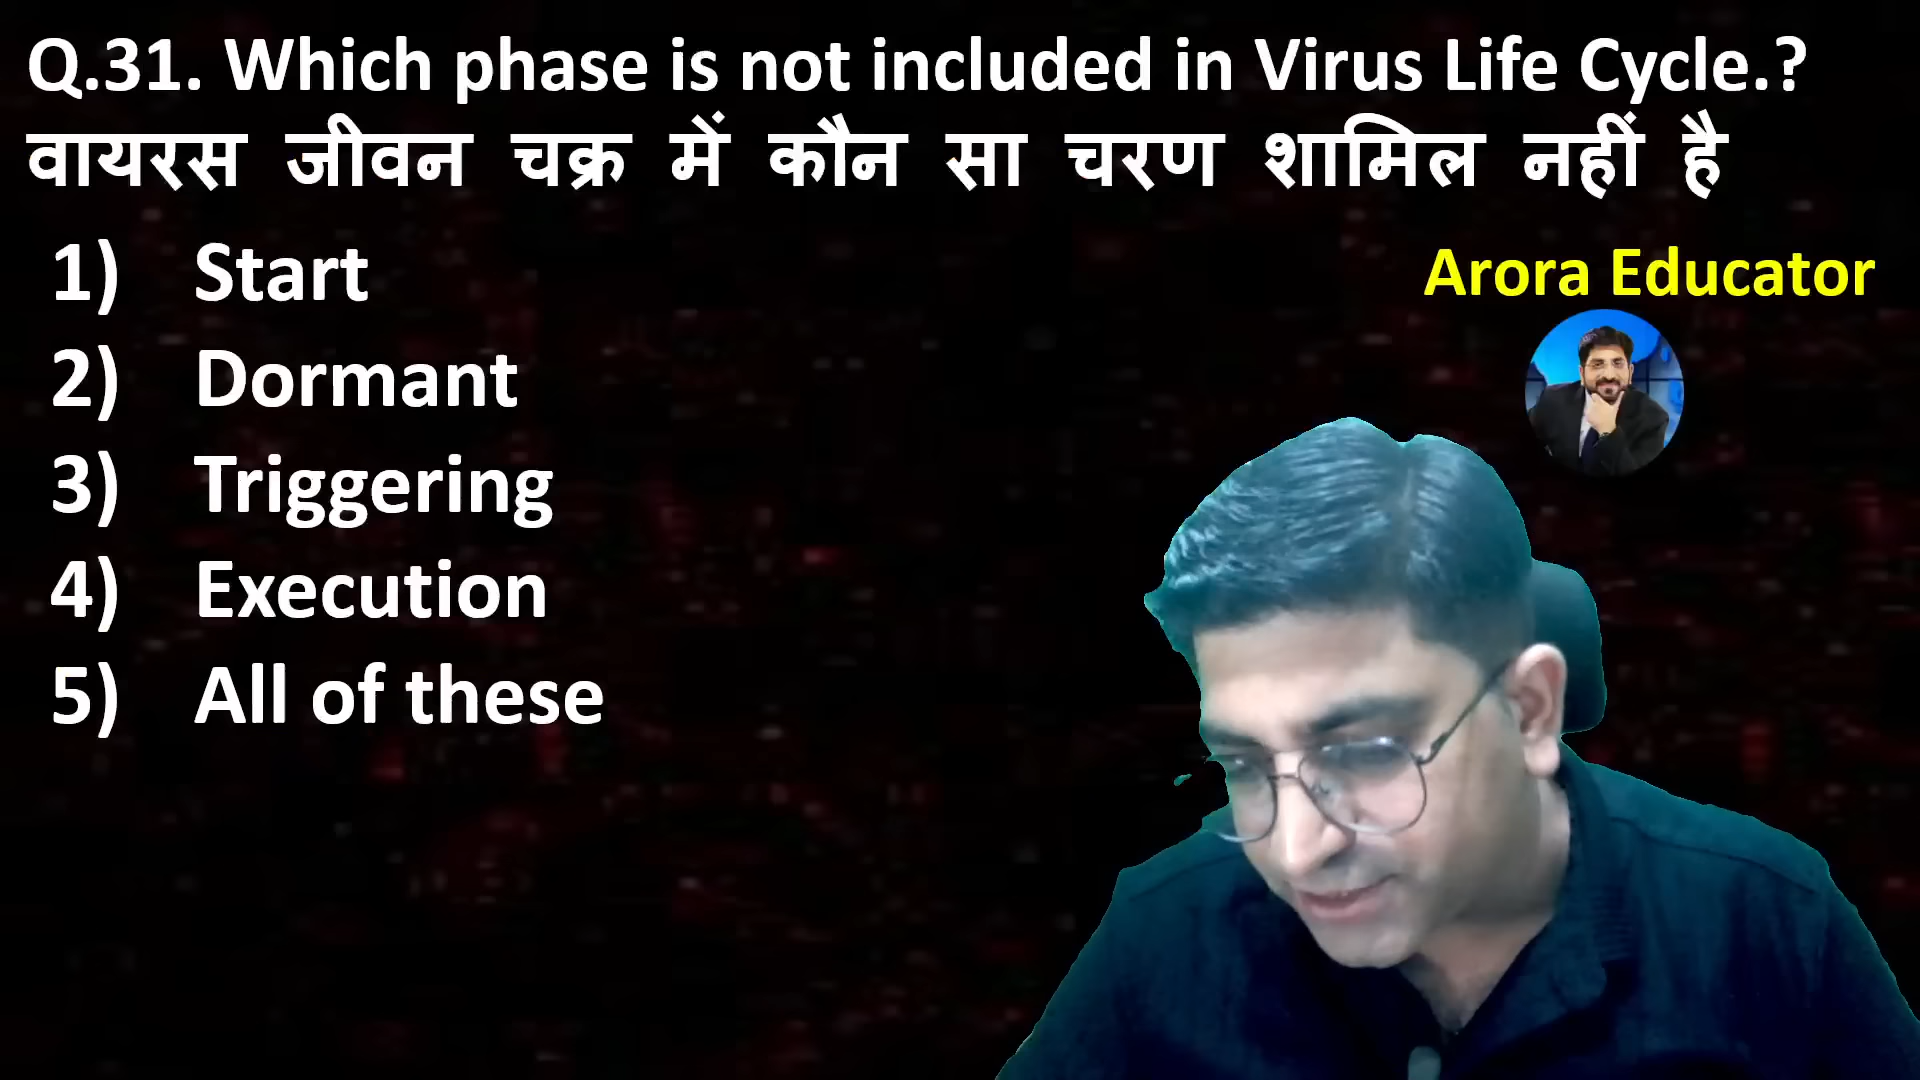 Q.31. Which phase is not included in Virus Life Cycle.?
वायरस जीवन चक्र में कौन सा चरण शामिल नहीं है
1) Start
Arora Educator
2) Dormant
3) Triggering
4) Execution
5) All of these